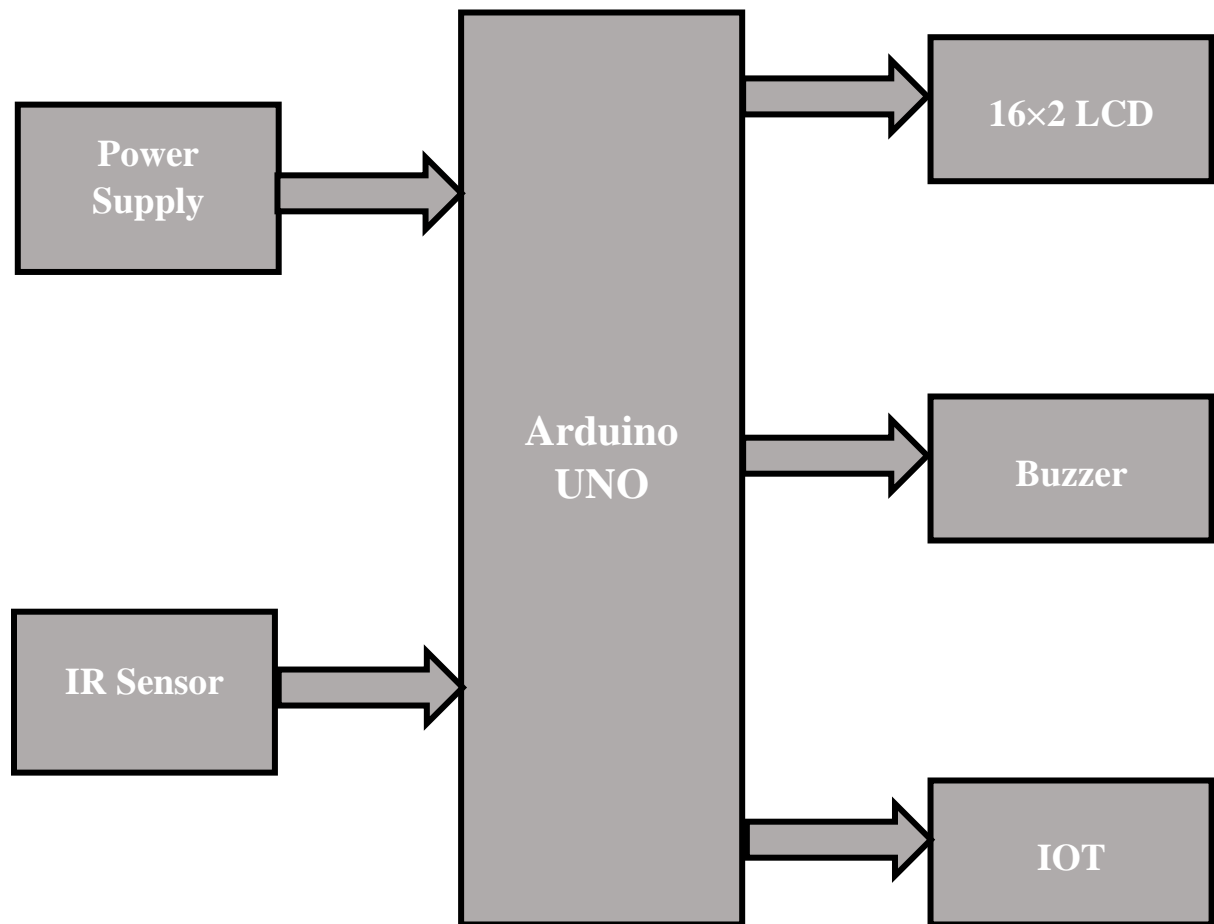 Power
Supply
IR Sensor
Arduino
UNO
16×2 LCD
Buzzer
IOT